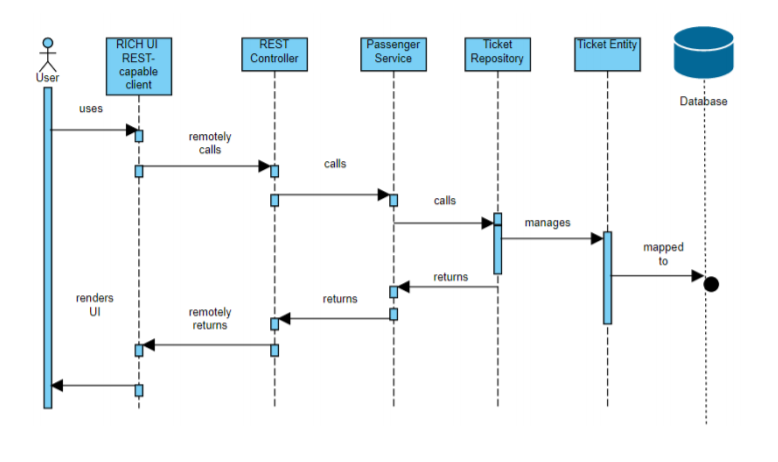 User
RICH UI
REST-
capable
client
REST
Controller
Passenger
Service
Ticket
Repository
Ticket Entity
Database
uses
remotely
calls
calls
calls
manages
mapped
to
returns
returns
remotely
returns
renders
UI